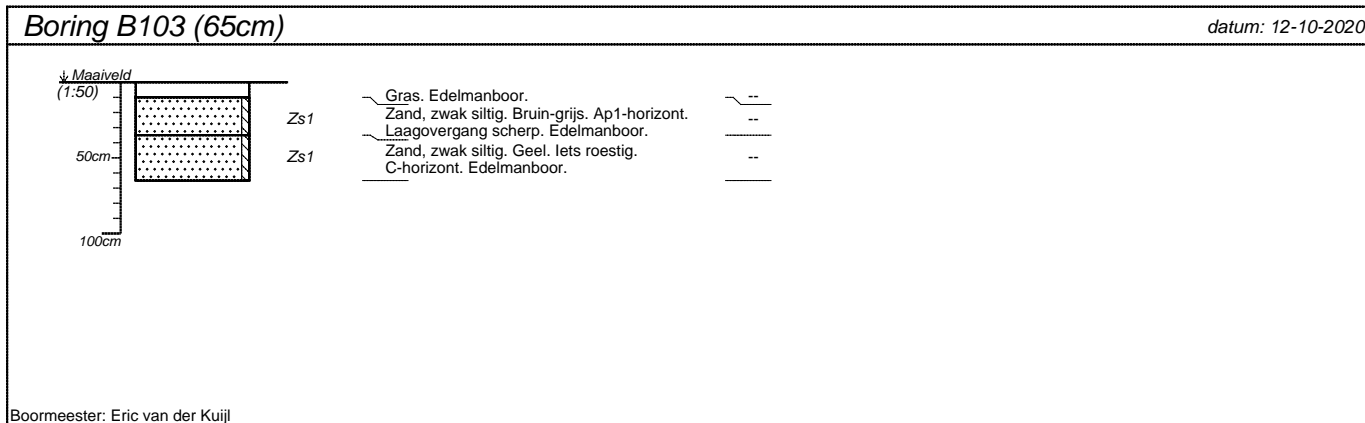 Boring B103 (65cm)
datum: 12-10-2020
Maaiveld
(1:50)
Gras. Edelmanboor.
--
Zs1
Zand, zwak siltig. Bruin-grijs. Ap1-horizont.
--
Laagovergang scherp. Edelmanboor.
50cm
Zs1
Zand, zwak siltig. Geel. Iets roestig.
--
C-horizont. Edelmanboor.
100cm
Boormeester: Eric van der Kuijl